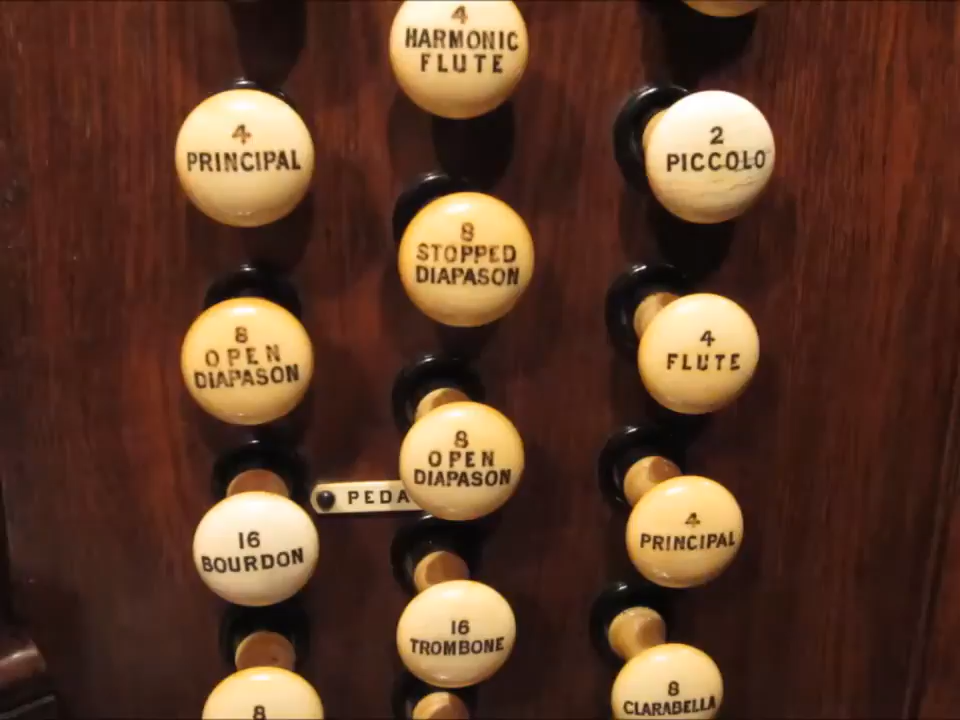 4
HARMONIC
FLUTE
4
PRINCIPAL
2
PICCOLO
8
STOPPED
DIAPASON
8
OPEN
DIAPASON
4
FLUTE
8
OPEN
DIAPASON
PEDA
16
BOURDON
4
PRINCIPAL
16
TROMBONE
8
CLARABELLA
8